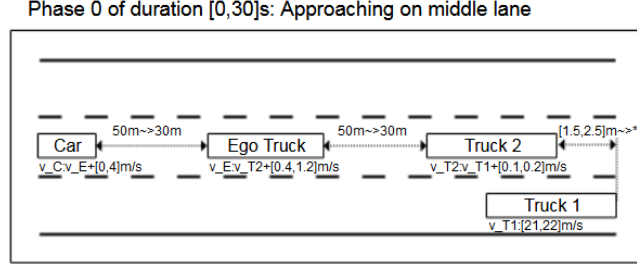 Phase 0 of duration [0,30]s: Approaching on middle lane
50m~>30m 50m~>30m [1.5,2.5]m~>*
Car Ego Truck Truck 2
v_C:v_E+[0,4]m/s v_E:v_T2+[0.4,1.2]m/s v_T2:v_T1+[0.1,0.2]m/s
Truck 1
v_T1:[21,22]m/s